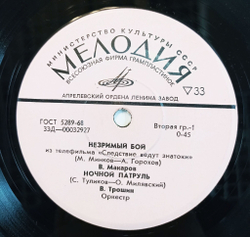 МИНИСТЕРСТВО КУЛЬТУРЫ СССР
МЕЛОДИЯ
ВСЕСОЮЗНАЯ ФИРМА ГРАМПЛАСТИНОК
АПРЕЛЕВСКИЙ ОРДЕНА ЛЕНИНА ЗАВОД
33
ГОСТ 5289-68
33Д—00032927
Вторая гр.-1
0-45
НЕЗРИМЫЙ БОЙ
из телефильма «Следствие ведут знатоки»
(М. Минков—А. Горохов)
В. Макаров
НОЧНОЙ ПАТРУЛЬ
(С. Туликов—О. Милявский)
В. Трошин
Оркестр